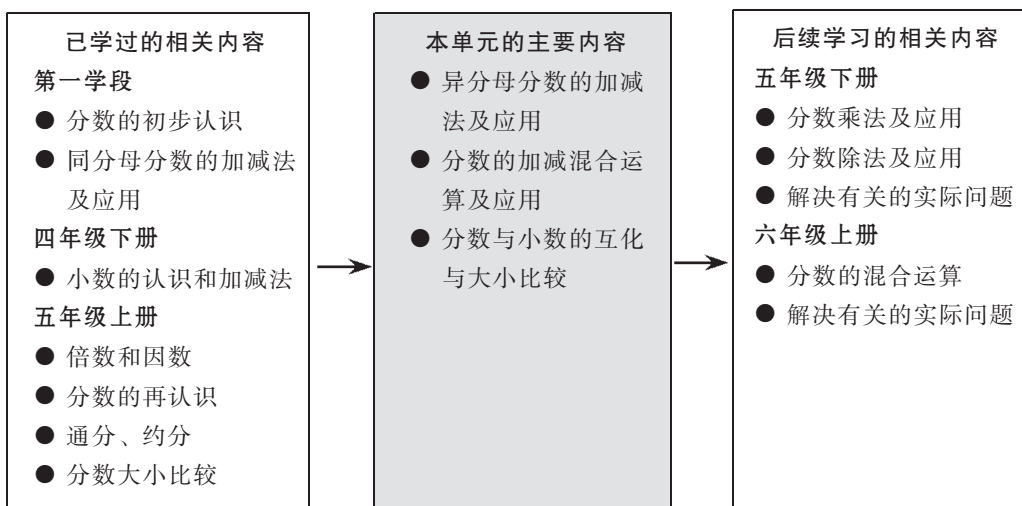 已学过的相关内容
第一学段
● 分数的初步认识
● 同分母分数的加减法
及应用
四年级下册
● 小数的认识和加减法
五年级上册
● 倍数和因数
● 分数的再认识
● 通分、约分
● 分数大小比较
本单元的主要内容
● 异分母分数的加减
法及应用
● 分数的加减混合运
算及应用
● 分数与小数的互化
与大小比较
后续学习的相关内容
五年级下册
● 分数乘法及应用
● 分数除法及应用
● 解决有关的实际问题
六年级上册
● 分数的混合运算
● 解决有关的实际问题